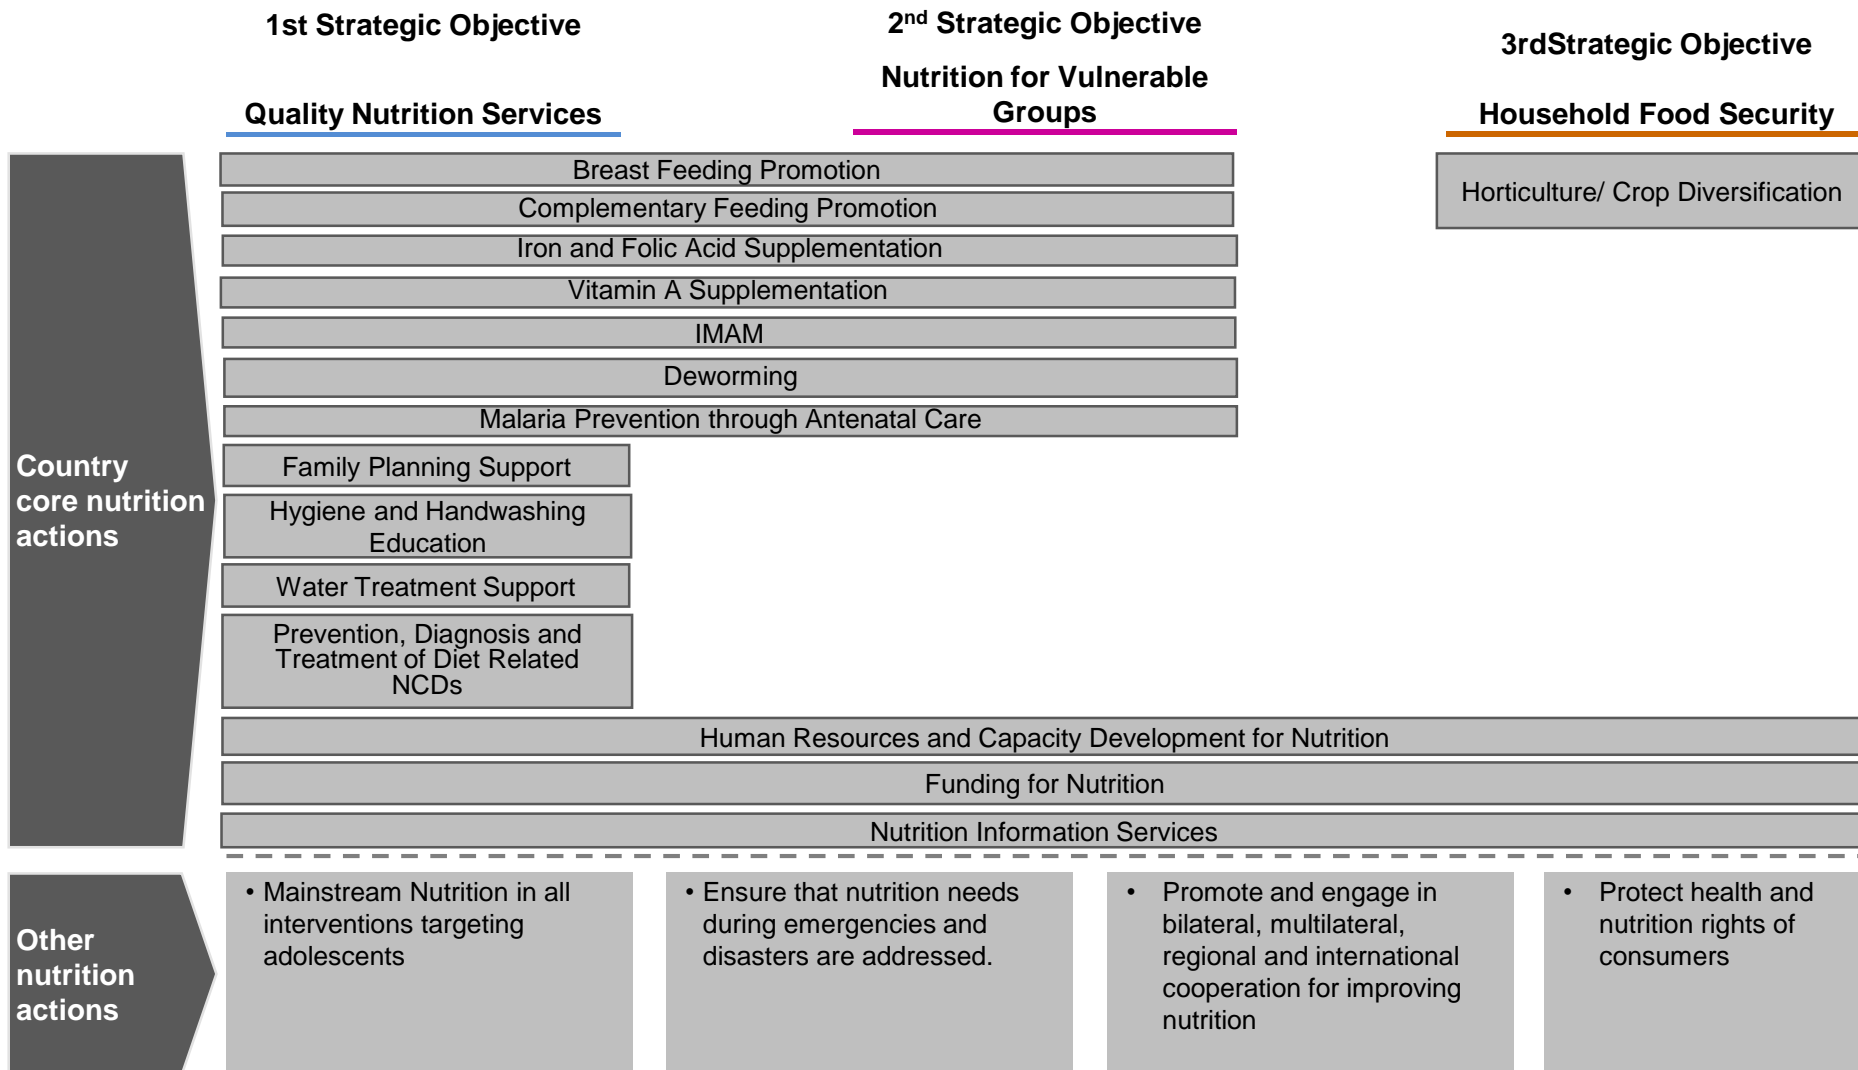 1st Strategic Objective
Quality Nutrition Services
2nd Strategic Objective
Nutrition for Vulnerable
Groups
3rdStrategic Objective
Household Food Security
Country
core nutrition
actions
Breast Feeding Promotion
Horticulture/ Crop Diversification
Complementary Feeding Promotion
Iron and Folic Acid Supplementation
Vitamin A Supplementation
IMAM
Deworming
Malaria Prevention through Antenatal Care
Family Planning Support
Hygiene and Handwashing
Education
Water Treatment Support
Prevention, Diagnosis and
Treatment of Diet Related
NCDs
Human Resources and Capacity Development for Nutrition
Funding for Nutrition
Nutrition Information Services
Other
nutrition
actions
• Mainstream Nutrition in all
interventions targeting
adolescents
• Ensure that nutrition needs
during emergencies and
disasters are addressed.
• Promote and engage in
bilateral, multilateral,
regional and international
cooperation for improving
nutrition
• Protect health and
nutrition rights of
consumers